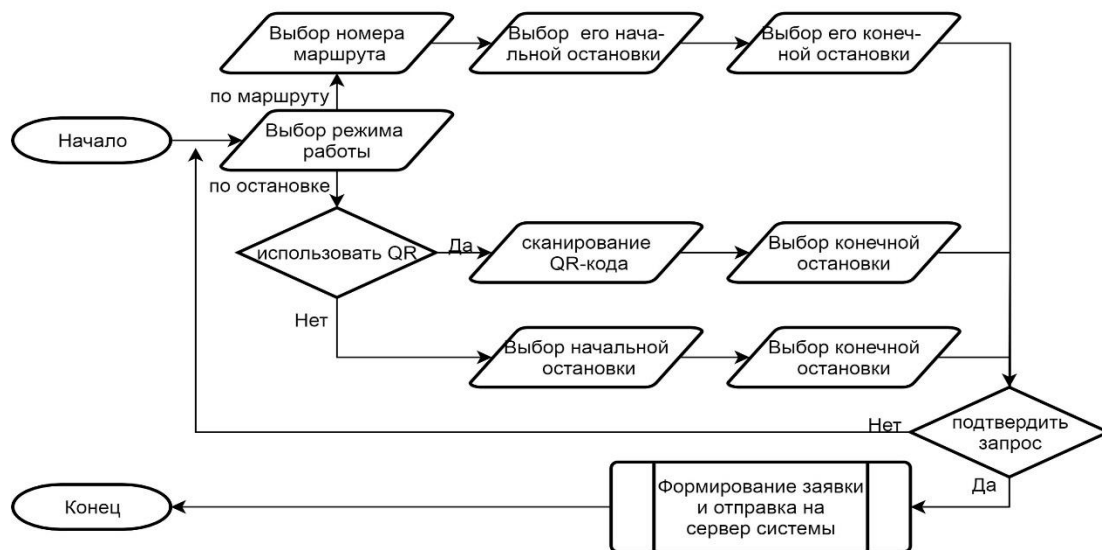 Выбор номера
маршрута
Выбор его нача-
льной остановки
Выбор его конеч-
ной остановки
по маршруту
Начало
Выбор режима
работы
по остановке
использовать QR
Да
сканирование
QR-кода
Выбор конечной
остановки
Нет
Выбор начальной
остановки
Выбор конечной
остановки
Нет
подтвердить
запрос
Да
Формирование заявки
и отправка на
сервер системы
Конец